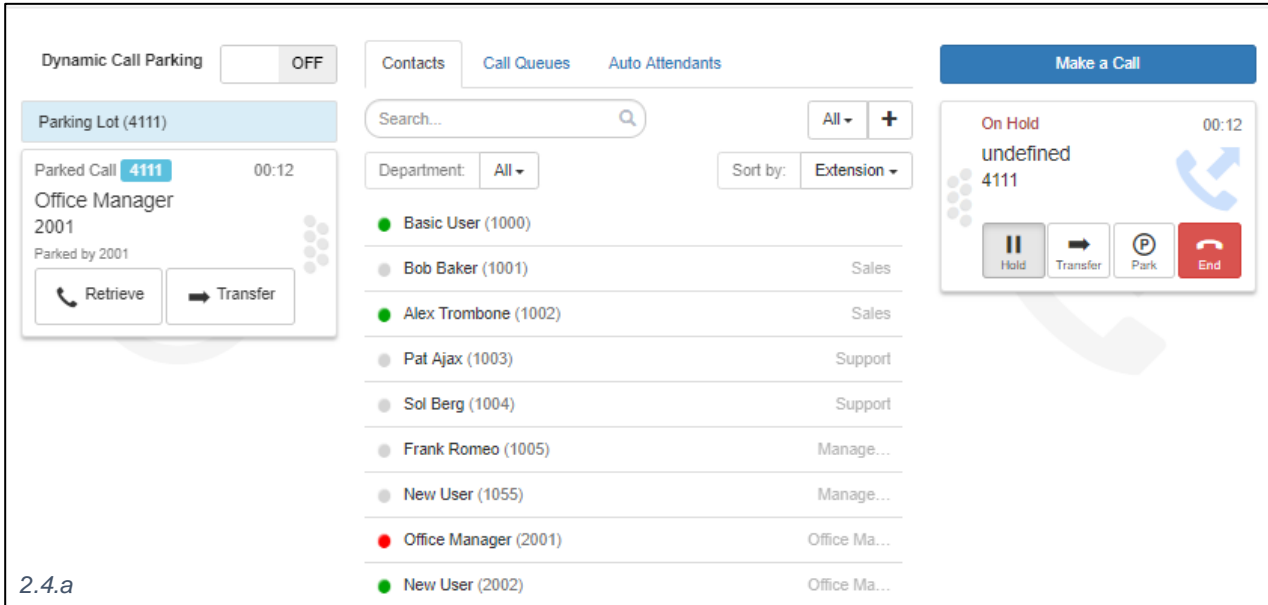 Dynamic Call Parking OFF
Parking Lot (4111)
Parked Call 4111 00:12
Office Manager
2001
Parked by 2001
Retrieve Transfer
Contacts Call Queues Auto Attendants
Search... All +
Department: All Sort by: Extension
Basic User (1000)
Bob Baker (1001) Sales
Alex Trombone (1002) Sales
Pat Ajax (1003) Support
Sol Berg (1004) Support
Frank Romeo (1005) Manage...
New User (1055) Manage...
Office Manager (2001) Office Ma...
New User (2002) Office Ma...
Make a Call
On Hold 00:12
undefined
4111
Hold Transfer P Park End
2.4.a